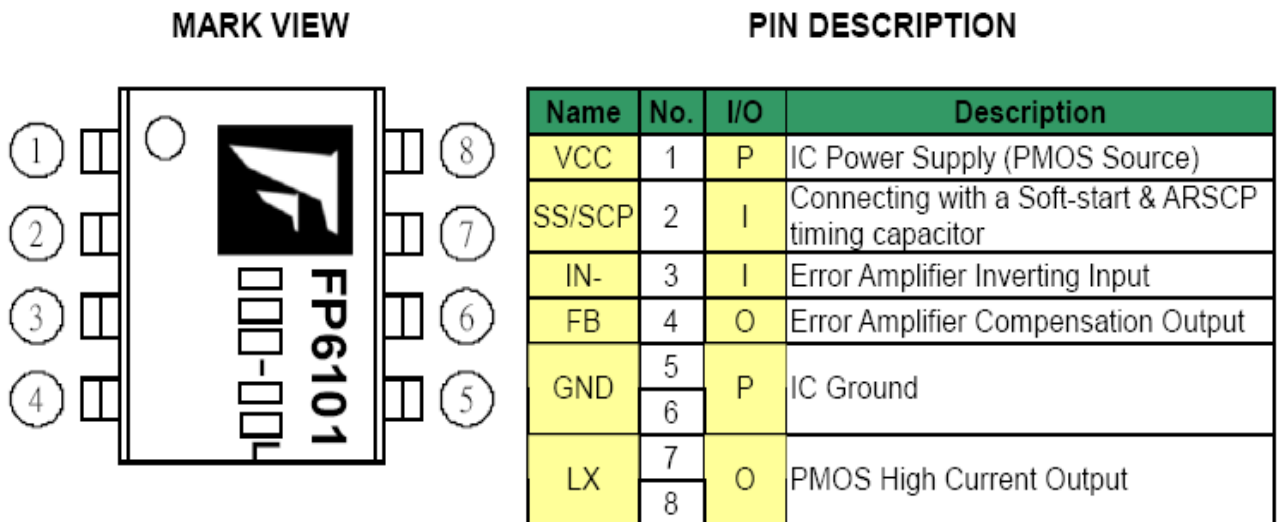 MARK VIEW
PIN DESCRIPTION
1
2
3
4
8
7
6
5
FP6101
-
L
Name No. I/O Description
VCC 1 P IC Power Supply (PMOS Source)
SS/SCP 2 I Connecting with a Soft-start & ARSCP
timing capacitor
IN- 3 I Error Amplifier Inverting Input
FB 4 O Error Amplifier Compensation Output
GND 5 P IC Ground
6
LX 7 O PMOS High Current Output
8